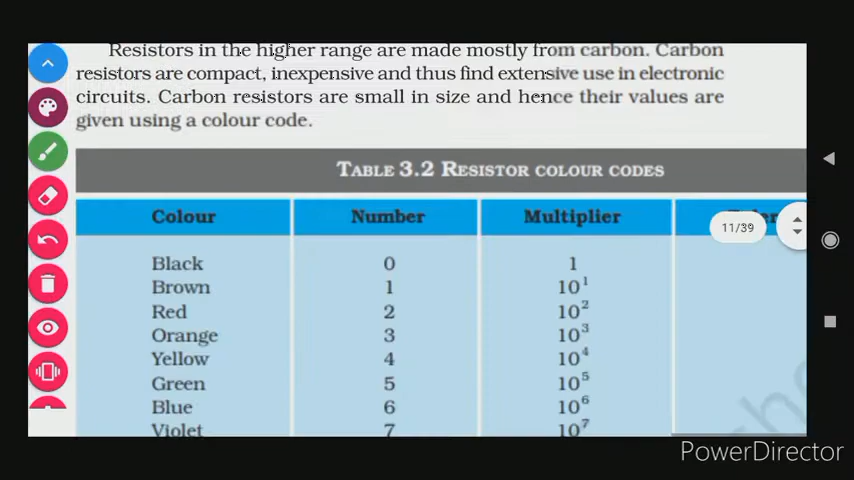 Resistors in the higher range are made mostly from carbon. Carbon
resistors are compact, inexpensive and thus find extensive use in electronic
circuits. Carbon resistors are small in size and hence their values are
given using a colour code.
TABLE 3.2 RESISTOR COLOUR CODES
Colour Number Multiplier
11/39
Black 0 1
Brown 1 10¹
Red 2 10²
Orange 3 10³
Yellow 4 10⁴
Green 5 10⁵
Blue 6 10⁶
Violet 7 10⁷
PowerDirector